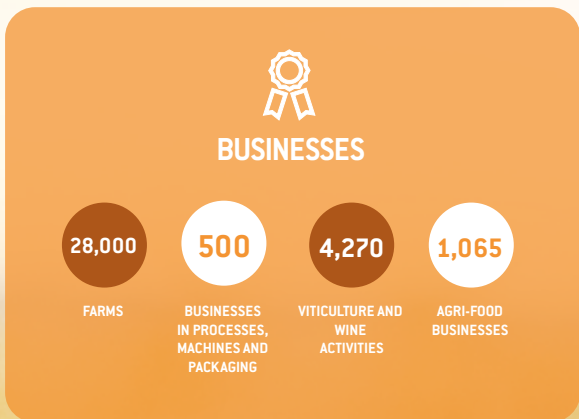 BUSINESSES
28,000
FARMS
500
BUSINESSES
IN PROCESSES,
MACHINES AND
PACKAGING
4,270
VITICULTURE AND
WINE
ACTIVITIES
1,065
AGRI-FOOD
BUSINESSES